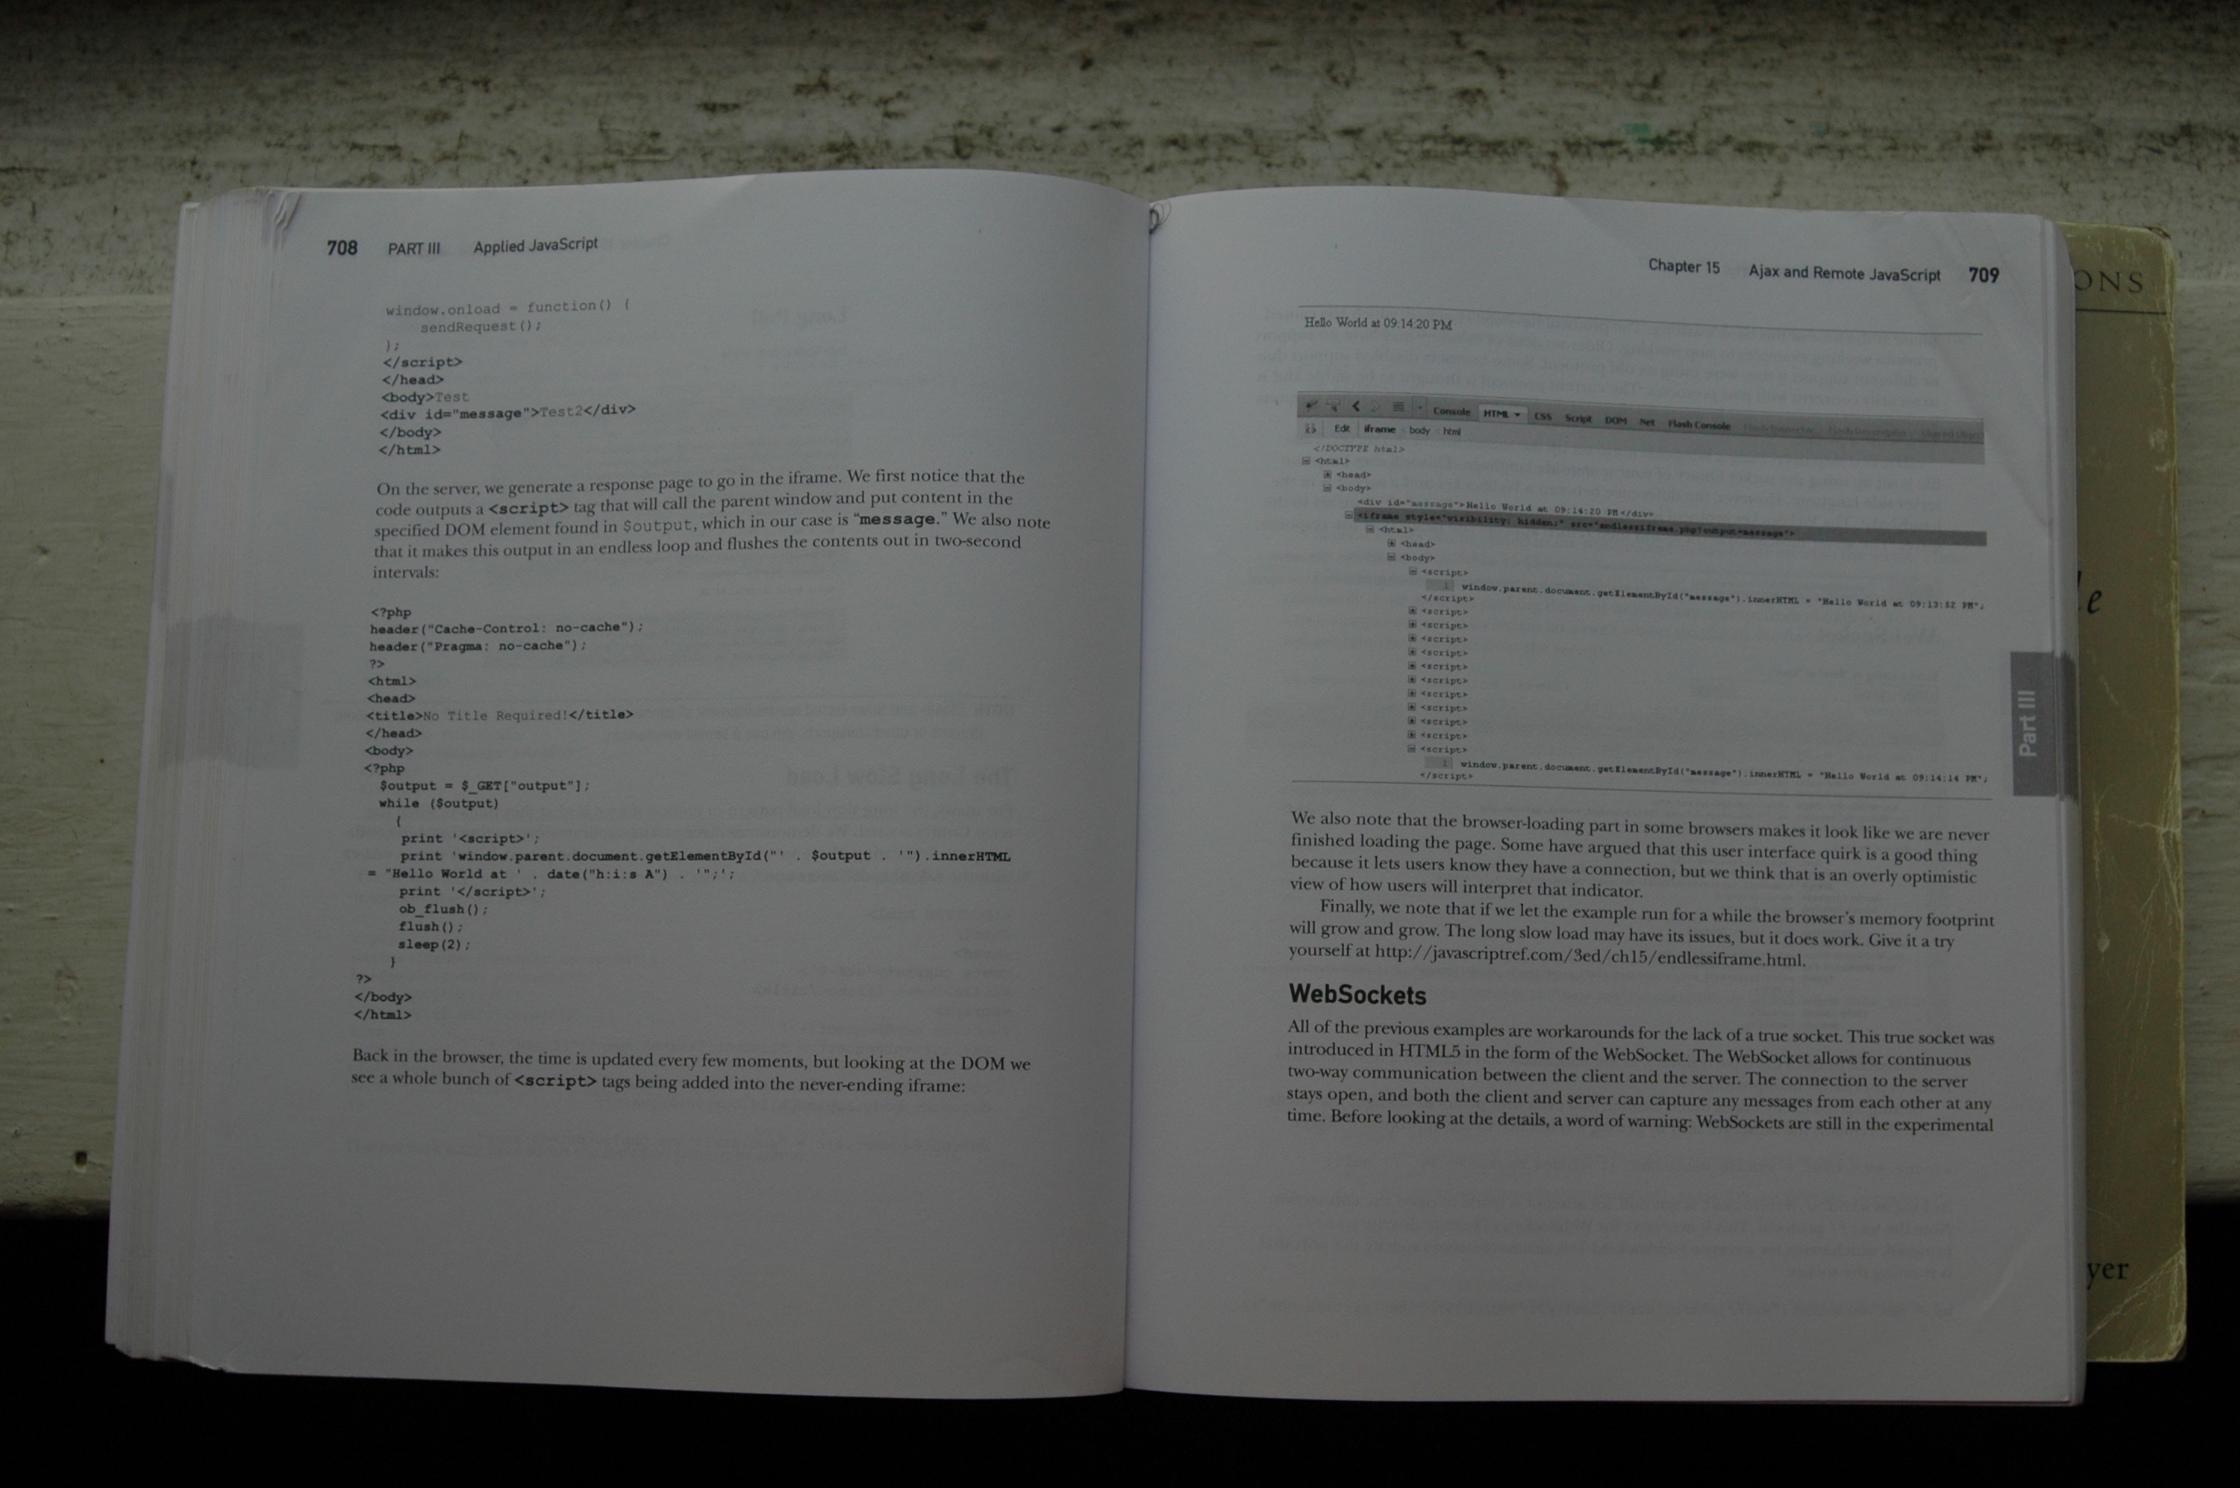 708 PART III Applied JavaScript
window.onload = function() {
sendRequest();
};
</script>
</head>
<body>Test
<div id="message">Test2</div>
</body>
</html>
On the server, we generate a response page to go in the iframe. We first notice that the
code outputs a <script> tag that will call the parent window and put content in the
specified DOM element found in $output, which in our case is “message.” We also note
that it makes this output in an endless loop and flushes the contents out in two-second
intervals:
<?php
header("Cache-Control: no-cache");
header("Pragma: no-cache");
?>
<html>
<head>
<title>No Title Required!</title>
</head>
<body>
<?php
$output = $_GET["output"];
while ($output)
{
print '<script>';
print 'window.parent.document.getElementById("' . $output . '").innerHTML
= "Hello World at ' . date("h:i:s A") . '";';
print '</script>';
ob_flush();
flush();
sleep(2);
}
?>
</body>
</html>
Back in the browser, the time is updated every few moments, but looking at the DOM we
see a whole bunch of <script> tags being added into the never-ending iframe:
Chapter 15 Ajax and Remote JavaScript 709
Hello World at 09:14:20 PM
Console HTML CSS Script DOM Net Flash Console
Edit iframe body html
<!DOCTYPE html>
<html>
<head>
<body>
<div id="message">Hello World at 09:14:20 PM</div>
<iframe style="visibility: hidden;" src="endlessiframe.php?output=message">
<html>
<head>
<body>
<script>
1 window.parent.document.getElementById("message").innerHTML = "Hello World at 09:13:52 PM";
</script>
<script>
<script>
<script>
<script>
<script>
<script>
<script>
<script>
<script>
<script>
<script>
1 window.parent.document.getElementById("message").innerHTML = "Hello World at 09:14:14 PM";
</script>
We also note that the browser-loading part in some browsers makes it look like we are never
finished loading the page. Some have argued that this user interface quirk is a good thing
because it lets users know they have a connection, but we think that is an overly optimistic
view of how users will interpret that indicator.
Finally, we note that if we let the example run for a while the browser's memory footprint
will grow and grow. The long slow load may have its issues, but it does work. Give it a try
yourself at http://javascriptref.com/3ed/ch15/endlessiframe.html.
WebSockets
All of the previous examples are workarounds for the lack of a true socket. This true socket was
introduced in HTML5 in the form of the WebSocket. The WebSocket allows for continuous
two-way communication between the client and the server. The connection to the server
stays open, and both the client and server can capture any messages from each other at any
time. Before looking at the details, a word of warning: WebSockets are still in the experimental
Part III
ONS
le
yer